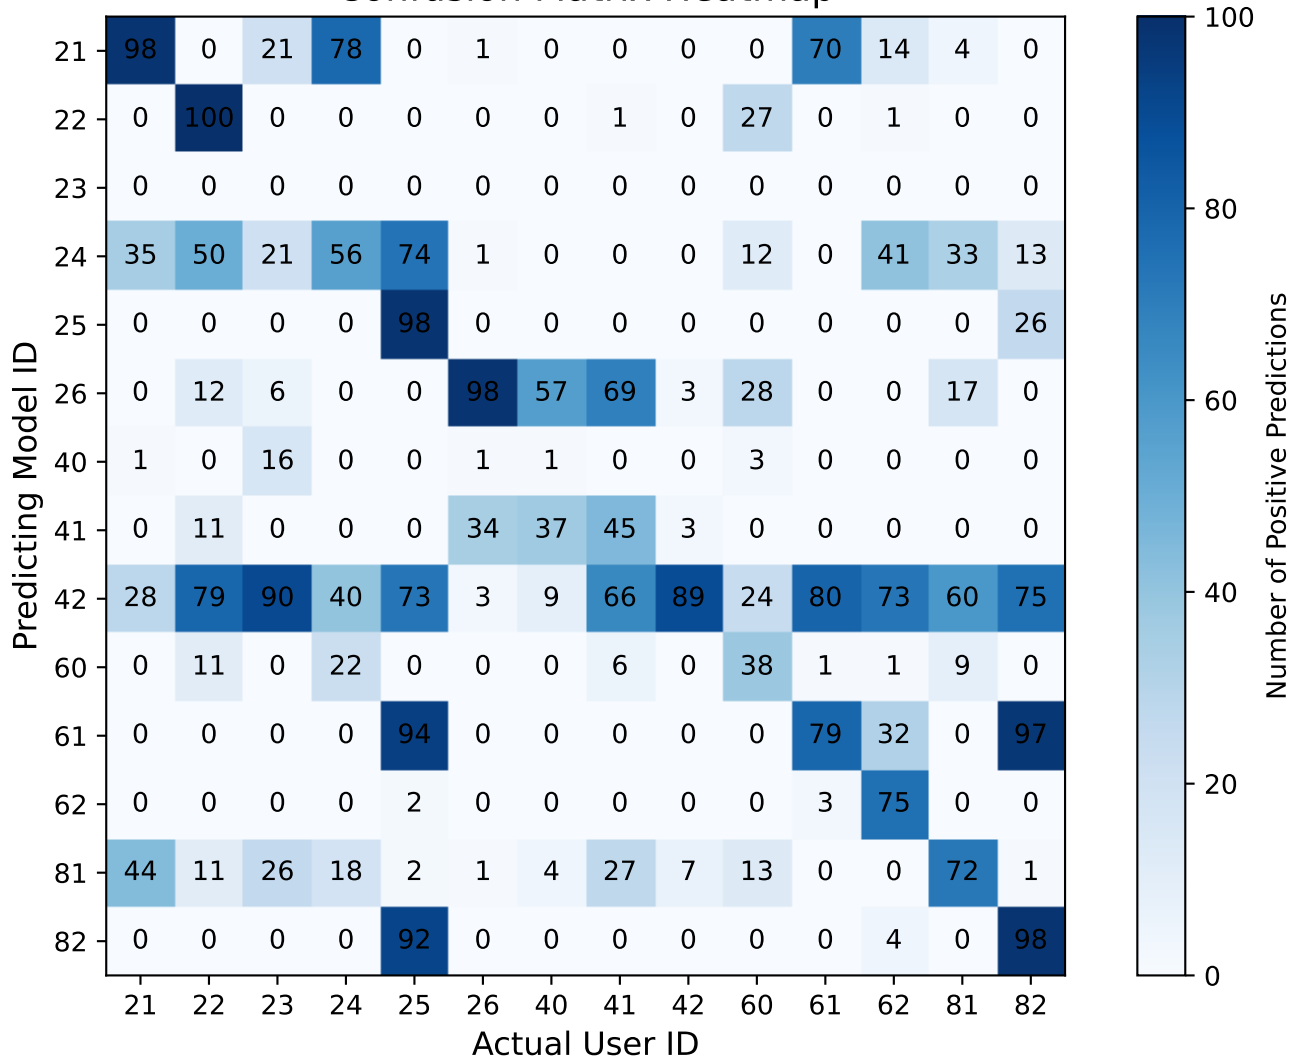 Confusion Matrix Heatmap
21 98 0 21 78 0 1 0 0 0 0 70 14 4 0
22 0 100 0 0 0 0 0 1 0 27 0 1 0 0
23 0 0 0 0 0 0 0 0 0 0 0 0 0 0
24 35 50 21 56 74 1 0 0 0 12 0 41 33 13
25 0 0 0 0 98 0 0 0 0 0 0 0 0 26
26 0 12 6 0 0 98 57 69 3 28 0 0 17 0
40 1 0 16 0 0 1 1 0 0 3 0 0 0 0
41 0 11 0 0 0 34 37 45 3 0 0 0 0 0
42 28 79 90 40 73 3 9 66 89 24 80 73 60 75
60 0 11 0 22 0 0 0 6 0 38 1 1 9 0
61 0 0 0 0 94 0 0 0 0 0 79 32 0 97
62 0 0 0 0 2 0 0 0 0 0 3 75 0 0
81 44 11 26 18 2 1 4 27 7 13 0 0 72 1
82 0 0 0 0 92 0 0 0 0 0 0 4 0 98
21 22 23 24 25 26 40 41 42 60 61 62 81 82
Actual User ID
Predicting Model ID
100
80
60
40
20
0
Number of Positive Predictions